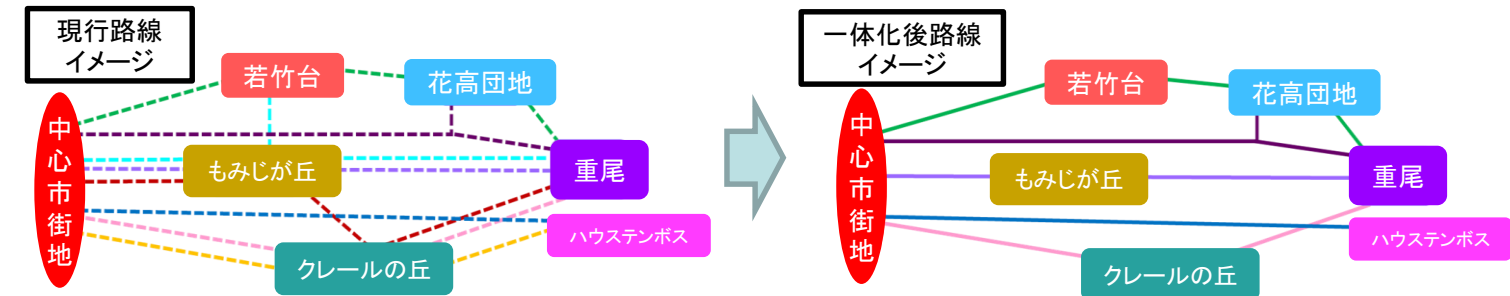 現行路線
イメージ
若竹台
花高団地
中心市街地
もみじが丘
重尾
ハウステンボス
クレールの丘
一体化後路線
イメージ
若竹台
花高団地
中心市街地
もみじが丘
重尾
ハウステンボス
クレールの丘